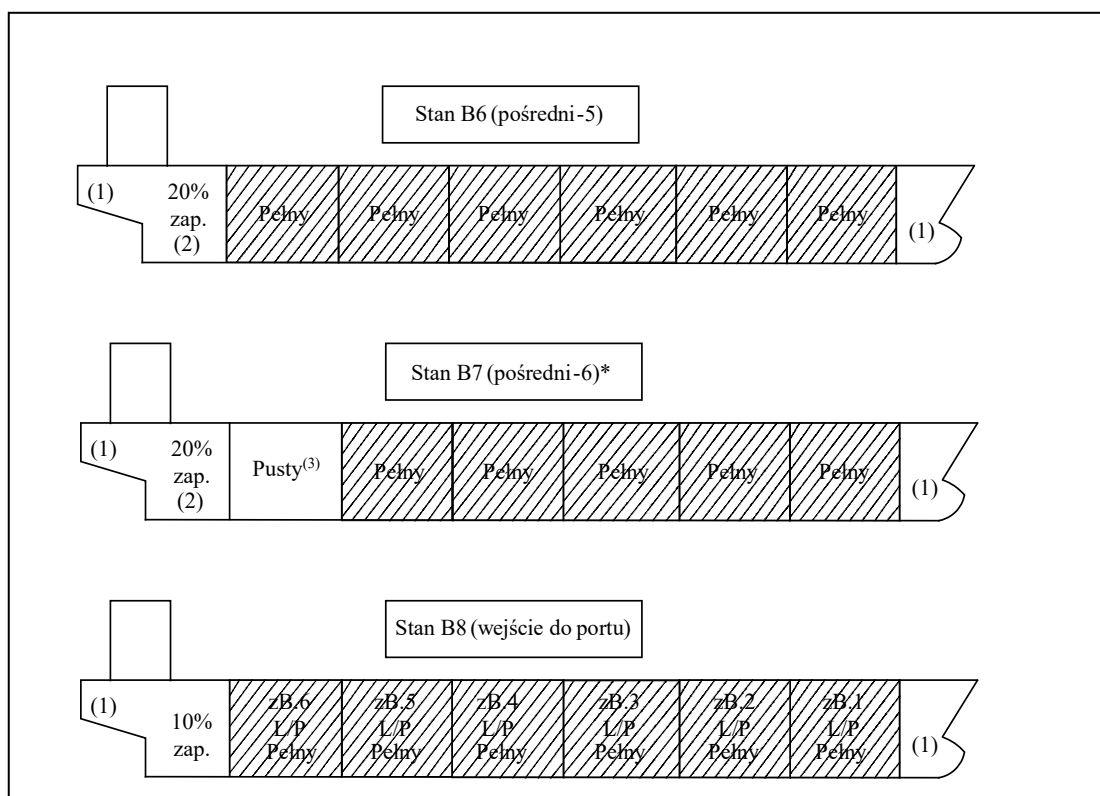 Stan B6 (pośredni-5)
(1)
20%
zap.
(2)
Pełny Pełny Pełny Pełny Pełny Pełny
(1)
Stan B7 (pośredni-6)*
(1)
20%
zap.
(2)
Pusty(3) Pełny Pełny Pełny Pełny Pełny
(1)
Stan B8 (wejście do portu)
(1)
10%
zap.
zB.6 zB.5 zB.4 zB.3 zB.2 zB.1
L/P L/P L/P L/P L/P L/P
Pełny Pełny Pełny Pełny Pełny Pełny
(1)